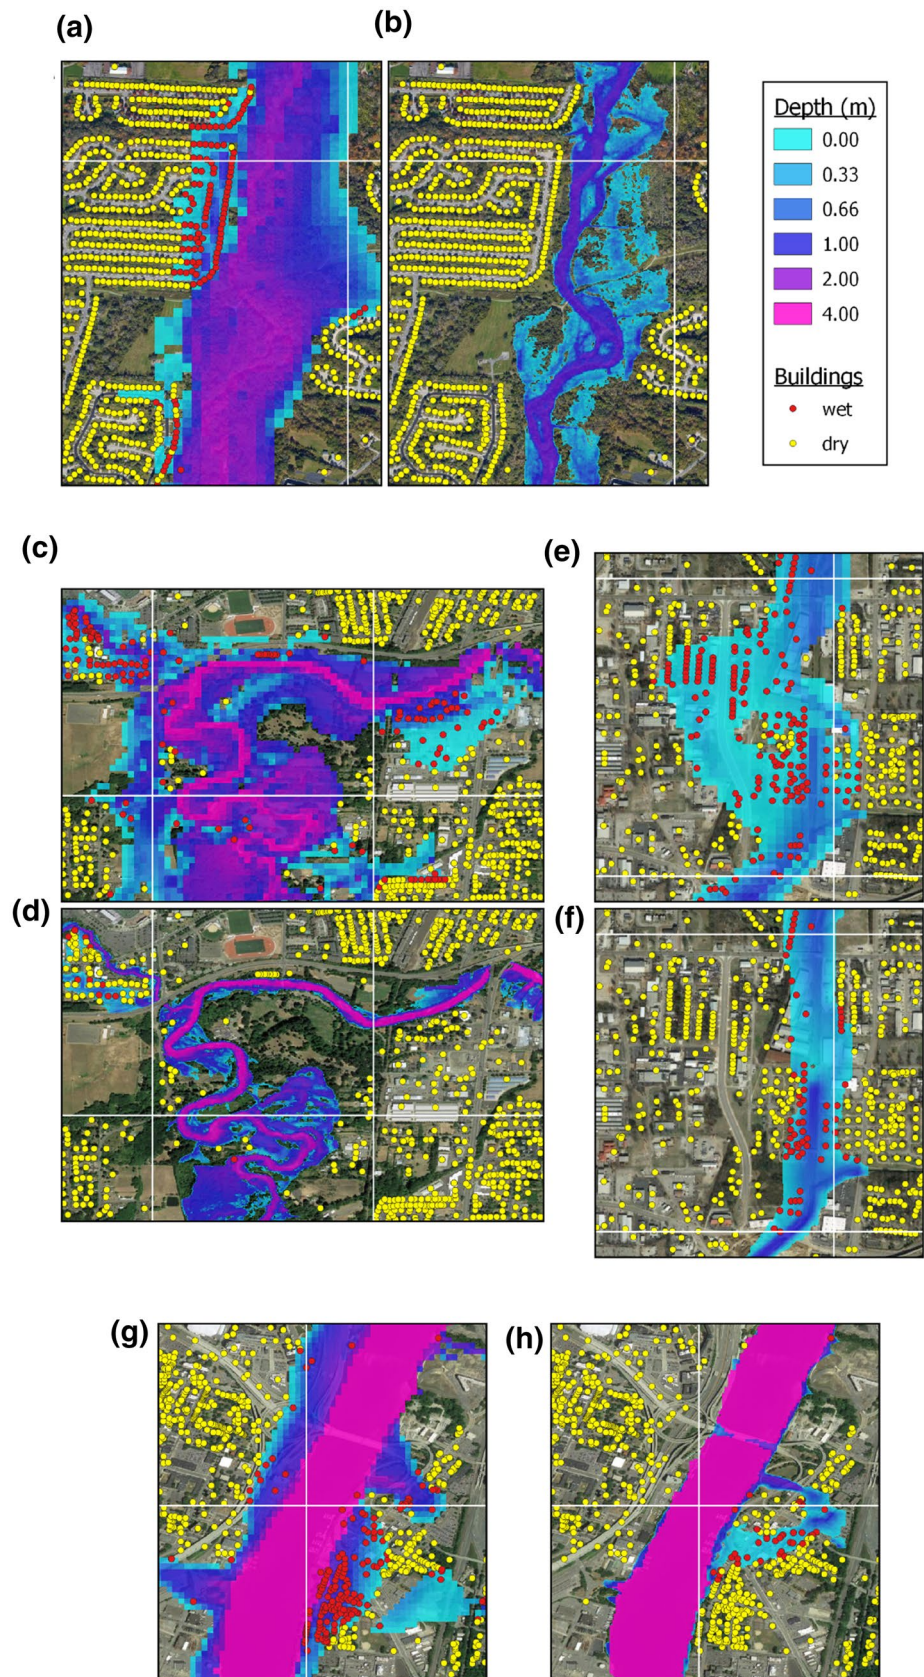 (a)
(b)
Depth (m)
0.00
0.33
0.66
1.00
2.00
4.00
Buildings
wet
dry
(c)
(e)
(d)
(f)
(g)
(h)